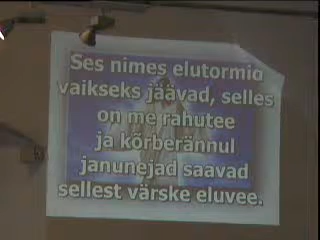 Ses nimes elutormid
vaikseks jäävad, selles
on me rahutee
ja kõrberännul
janunejad saavad
sellest värske eluvee.